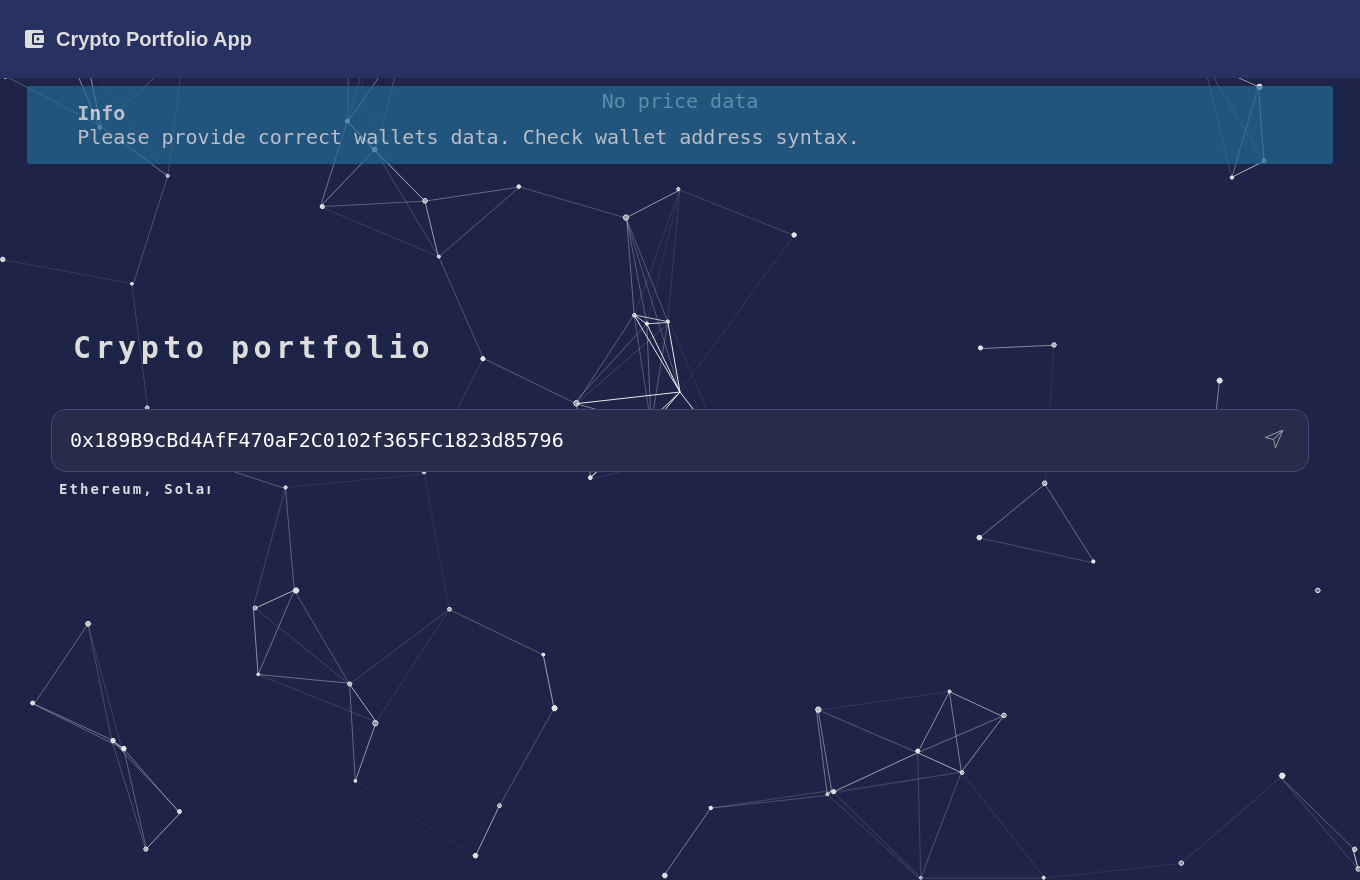 Crypto Portfolio App
No price data
Info
Please provide correct wallets data. Check wallet address syntax.
Crypto portfolio
0x189B9cBd4AfF470aF2C0102f365FC1823d85796
Ethereum,